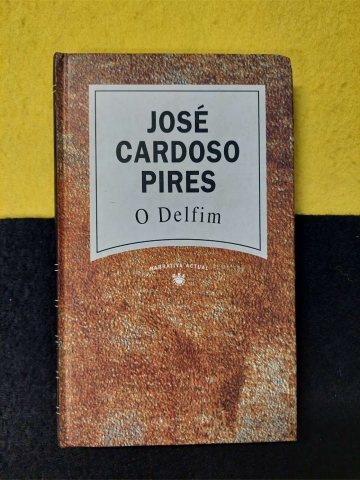 JOSÉ
CARDOSO
PIRES
O Delfim
NARRATIVA ACTUAL